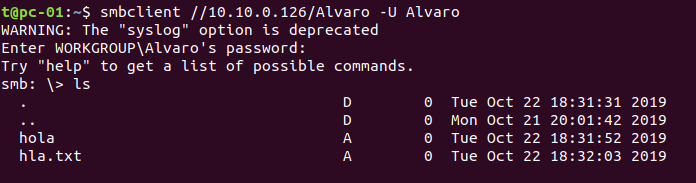 t@pc-01:~$ smbclient //10.10.0.126/Alvaro -U Alvaro
WARNING: The "syslog" option is deprecated
Enter WORKGROUP\Alvaro's password:
Try "help" to get a list of possible commands.
smb: \> ls
  .                                   D        0  Tue Oct 22 18:31:31 2019
  ..                                  D        0  Mon Oct 21 20:01:42 2019
  hola                                A        0  Tue Oct 22 18:31:52 2019
  hla.txt                             A        0  Tue Oct 22 18:32:03 2019